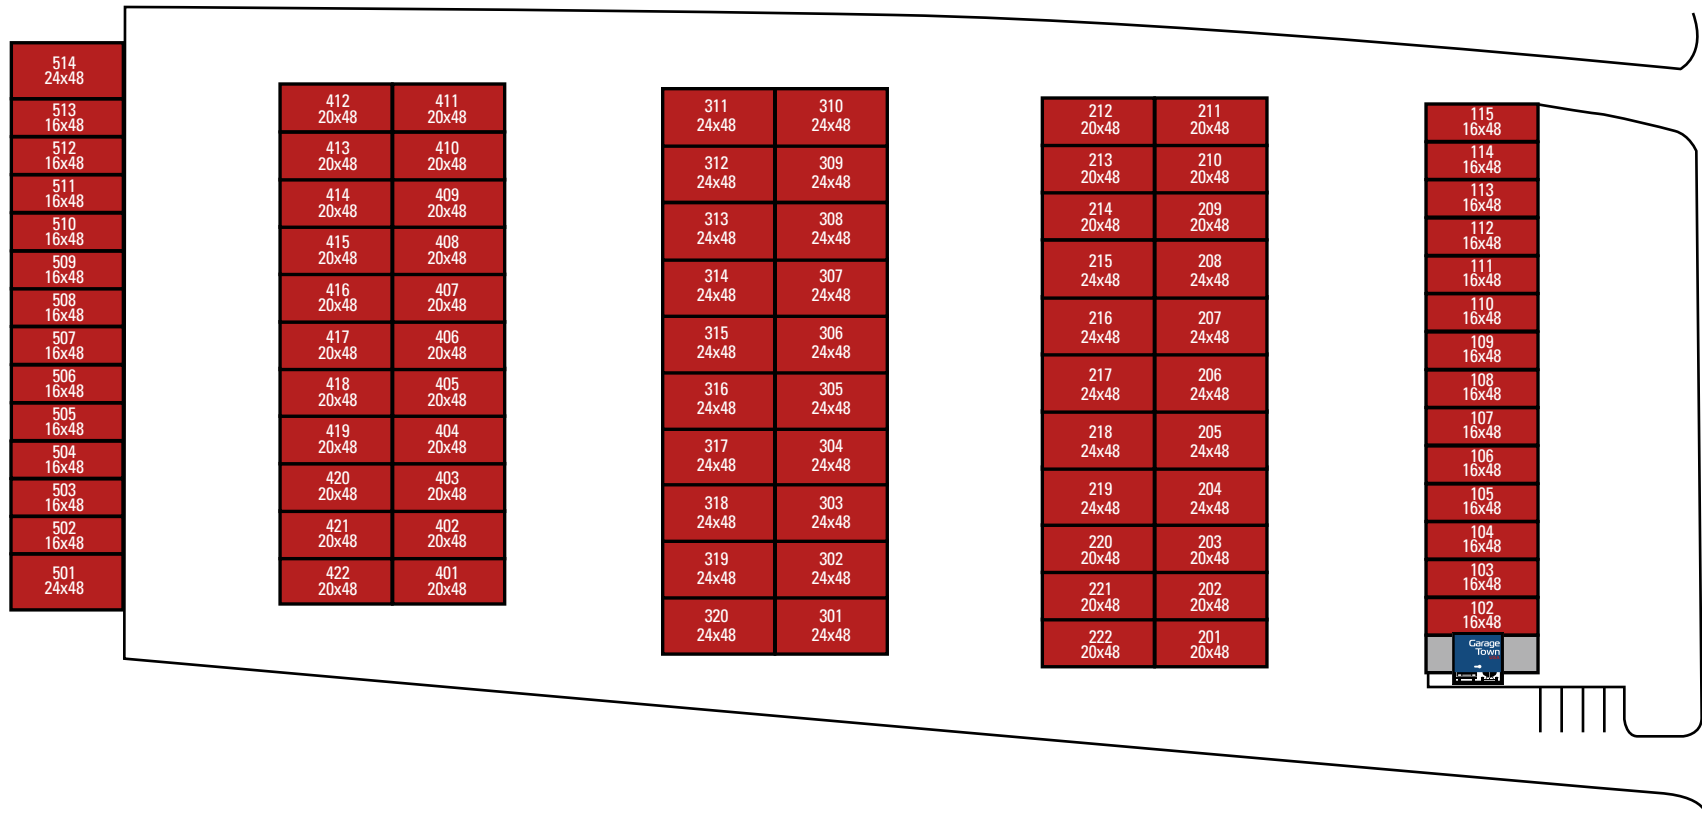 514
24x48
513
16x48
512
16x48
511
16x48
510
16x48
509
16x48
508
16x48
507
16x48
506
16x48
505
16x48
504
16x48
503
16x48
502
16x48
501
24x48
412
20x48
413
20x48
414
20x48
415
20x48
416
20x48
417
20x48
418
20x48
419
20x48
420
20x48
421
20x48
422
20x48
411
20x48
410
20x48
409
20x48
408
20x48
407
20x48
406
20x48
405
20x48
404
20x48
403
20x48
402
20x48
401
20x48
311
24x48
312
24x48
313
24x48
314
24x48
315
24x48
316
24x48
317
24x48
318
24x48
319
24x48
320
24x48
310
24x48
309
24x48
308
24x48
307
24x48
306
24x48
305
24x48
304
24x48
303
24x48
302
24x48
301
24x48
212
20x48
213
20x48
214
20x48
215
24x48
216
24x48
217
24x48
218
24x48
219
24x48
220
20x48
221
20x48
222
20x48
211
20x48
210
20x48
209
20x48
208
24x48
207
24x48
206
24x48
205
24x48
204
24x48
203
20x48
202
20x48
201
20x48
115
16x48
114
16x48
113
16x48
112
16x48
111
16x48
110
16x48
109
16x48
108
16x48
107
16x48
106
16x48
105
16x48
104
16x48
103
16x48
102
16x48
Garage
Town